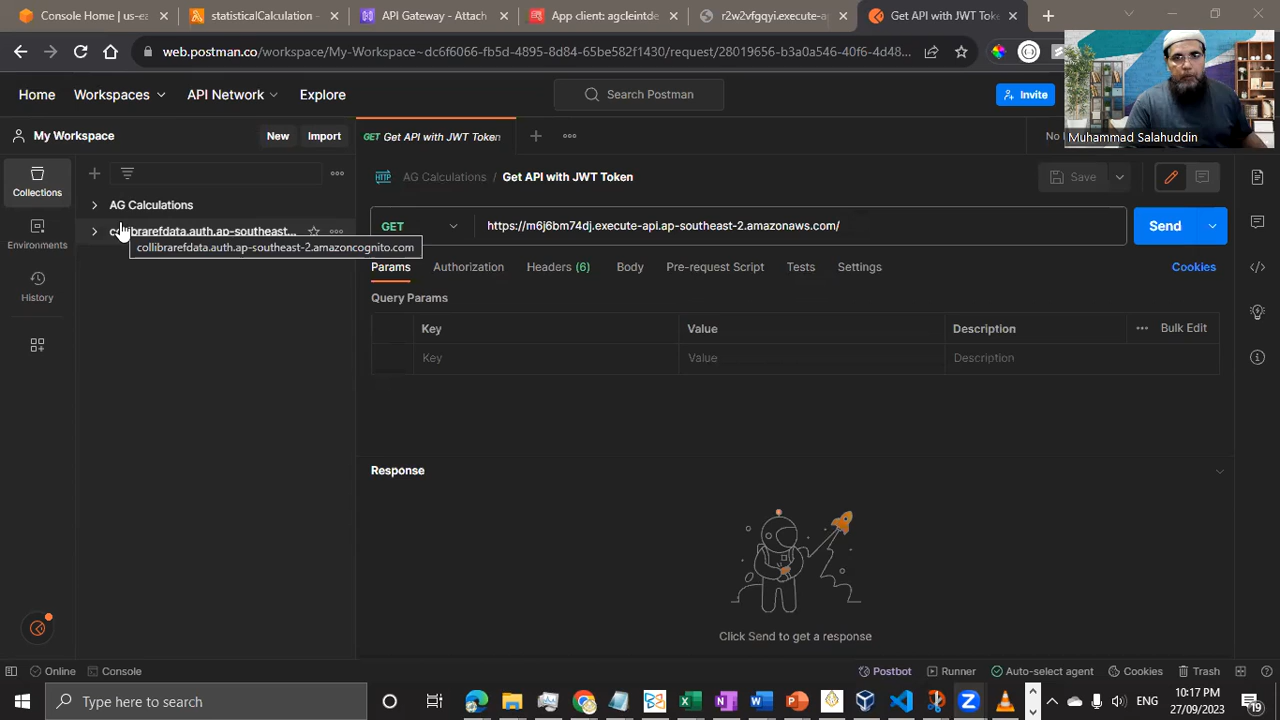 Console Home | us-ea
statisticalCalculation -
API Gateway - Attach
App client: agcleintde
r2w2vfgqyi.execute-a
Get API with JWT Tok
web.postman.co/workspace/My-Workspace~dc6f605e-f55d-4895-8d64-65be582f1430/request/28019656-b3a0a546-40f6-4d48...
Home
Workspaces
API Network
Explore
Search Postman
Invite
Muhammad Salahuddin
My Workspace
New
Import
GET Get API with JWT Token
Collections
Environments
History
AG Calculations
collibrarefdata.auth.ap-southeast...
collibrarefdata.auth.ap-southeast-2.amazoncognito.com
HTTP
AG Calculations / Get API with JWT Token
Save
GET
https://m6j6bm74dj.execute-api.ap-southeast-2.amazonaws.com/
Send
Params
Authorization
Headers (6)
Body
Pre-request Script
Tests
Settings
Cookies
Query Params
Key
Value
Description
Bulk Edit
Key
Value
Description
Response
Click Send to get a response
Online
Console
Postbot
Runner
Auto-select agent
Cookies
Trash
Type here to search
ENG
10:17 PM
27/09/2023
19